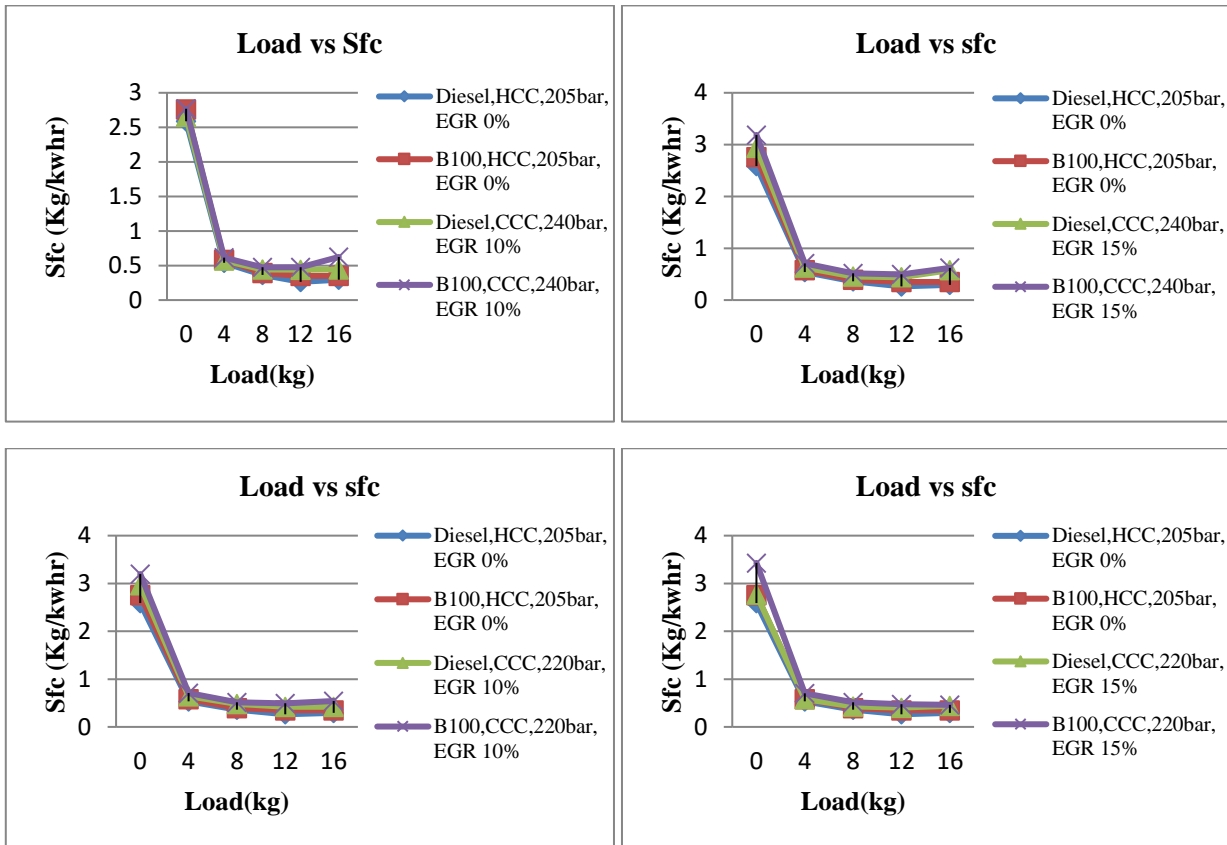 Load vs Sfc
Sfc (Kg/kwhr)
3
2.5
2
1.5
1
0.5
0
0 4 8 12 16
Load(kg)
Diesel,HCC,205bar,
EGR 0%
B100,HCC,205bar,
EGR 0%
Diesel,CCC,240bar,
EGR 10%
B100,CCC,240bar,
EGR 10%
Load vs sfc
Sfc (Kg/kwhr)
4
3
2
1
0
0 4 8 12 16
Load(kg)
Diesel,HCC,205bar,
EGR 0%
B100,HCC,205bar,
EGR 0%
Diesel,CCC,240bar,
EGR 15%
B100,CCC,240bar,
EGR 15%
Load vs sfc
Sfc (Kg/kwhr)
4
3
2
1
0
0 4 8 12 16
Load(kg)
Diesel,HCC,205bar,
EGR 0%
B100,HCC,205bar,
EGR 0%
Diesel,CCC,220bar,
EGR 10%
B100,CCC,220bar,
EGR 10%
Load vs sfc
Sfc (Kg/kwhr)
4
3
2
1
0
0 4 8 12 16
Load(kg)
Diesel,HCC,205bar,
EGR 0%
B100,HCC,205bar,
EGR 0%
Diesel,CCC,220bar,
EGR 15%
B100,CCC,220bar,
EGR 15%